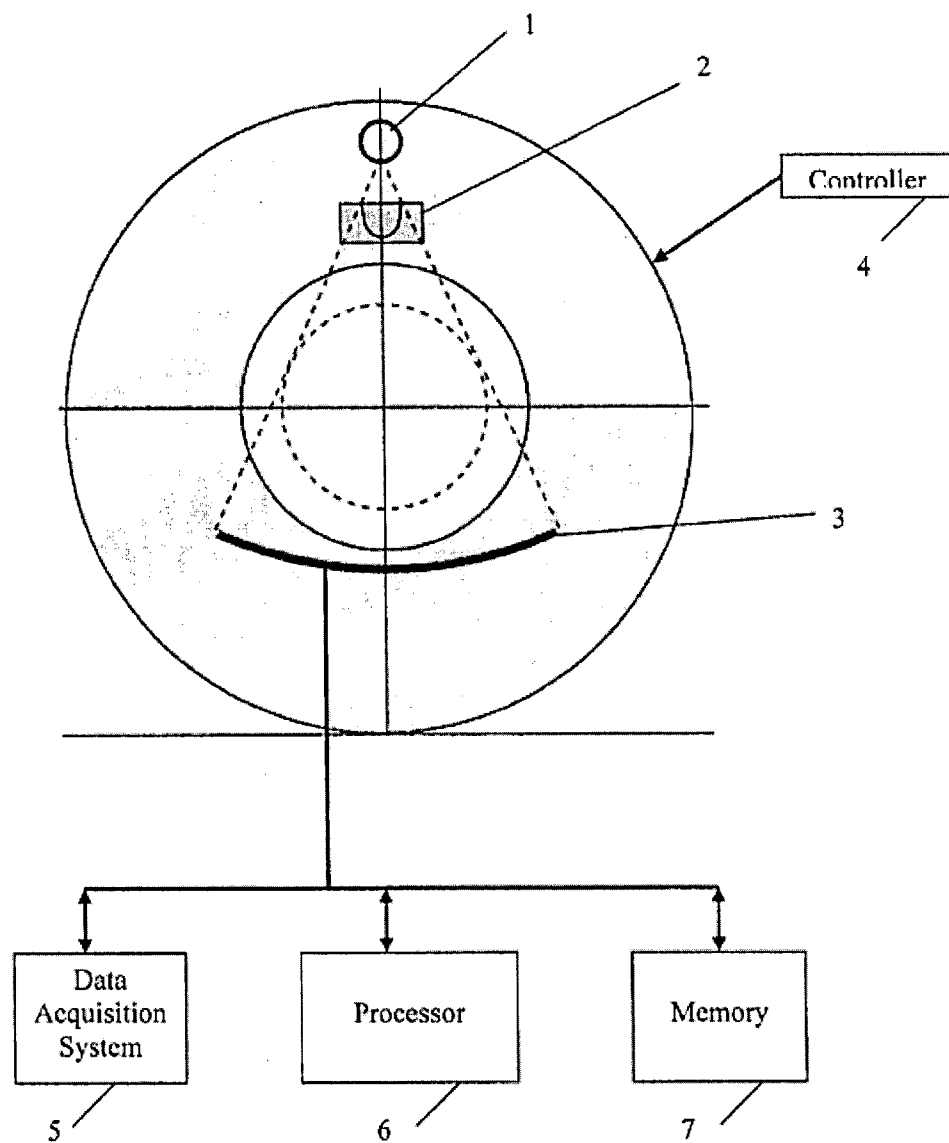 1
2
Controller
4
3
Data
Acquisition
System
Processor
Memory
5
6
7